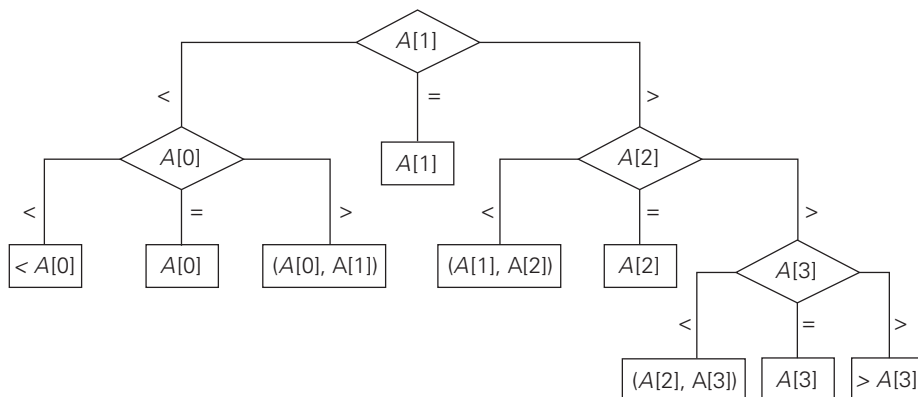 A[1]
< = >
A[0] A[1] A[2]
< = > < = >
< A[0] A[0] (A[0], A[1]) (A[1], A[2]) A[2] A[3]
< = >
(A[2], A[3]) A[3] > A[3]